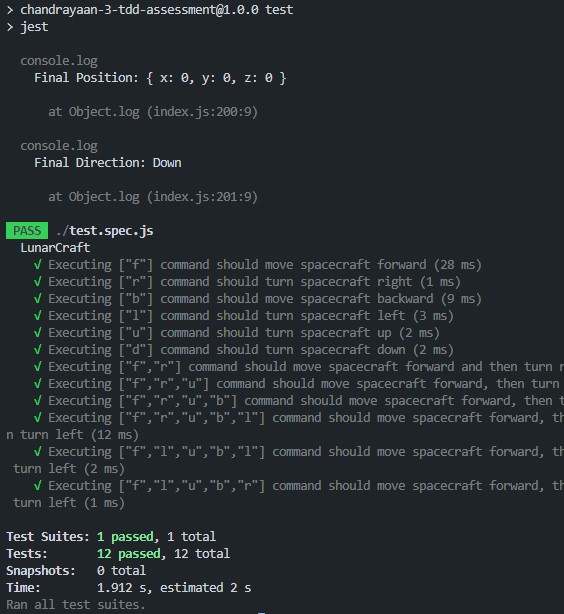 > chandrayaan-3-tdd-assessment@1.0.0 test
> jest
console.log
Final Position: { x: 0, y: 0, z: 0 }
at Object.log (index.js:200:9)
console.log
Final Direction: Down
at Object.log (index.js:201:9)
PASS ./test.spec.js
LunarCraft
√ Executing ["f"] command should move spacecraft forward (28 ms)
√ Executing ["r"] command should turn spacecraft right (1 ms)
√ Executing ["b"] command should move spacecraft backward (9 ms)
√ Executing ["l"] command should turn spacecraft left (3 ms)
√ Executing ["u"] command should turn spacecraft up (2 ms)
√ Executing ["d"] command should turn spacecraft down (2 ms)
√ Executing ["f","r"] command should move spacecraft forward and then turn r
√ Executing ["f","r","u"] command should move spacecraft forward, then turn
√ Executing ["f","r","u","b"] command should move spacecraft forward, then t
√ Executing ["f","r","u","b","l"] command should move spacecraft forward, th
n turn left (12 ms)
√ Executing ["f","l","u","b","l"] command should move spacecraft forward, th
turn left (2 ms)
√ Executing ["f","l","u","b","r"] command should move spacecraft forward, th
turn left (1 ms)
Test Suites: 1 passed, 1 total
Tests: 12 passed, 12 total
Snapshots: 0 total
Time: 1.912 s, estimated 2 s
Ran all test suites.